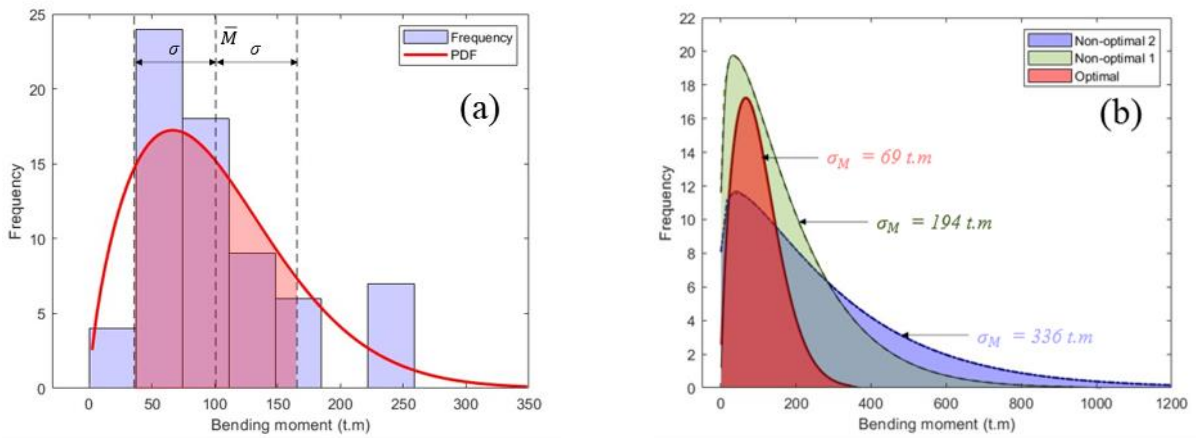 25
20
15
10
5
0
Frequency
σ
M̅
σ
Frequency
PDF
(a)
0 50 100 150 200 250 300 350
Bending moment (t.m)
22
20
18
16
14
12
10
8
6
4
2
0
Frequency
Non-optimal 2
Non-optimal 1
Optimal
(b)
σM = 69 t.m
σM = 194 t.m
σM = 336 t.m
0 200 400 600 800 1000 1200
Bending moment (t.m)